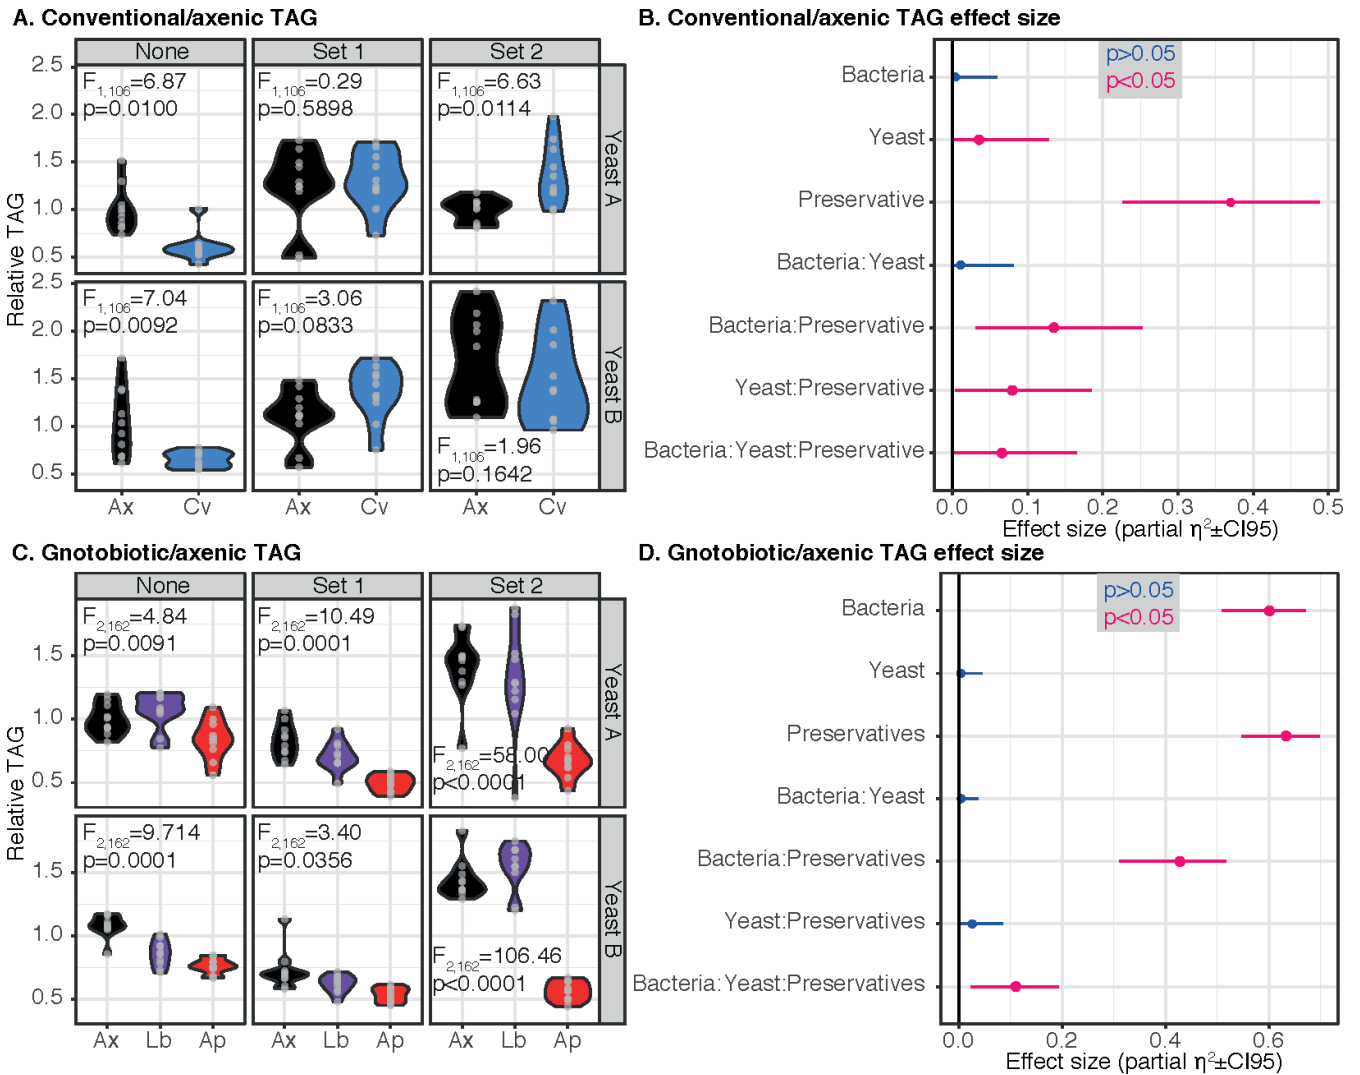 A. Conventional/axenic TAG
None
Set 1
Set 2
Relative TAG
2.5
2.0
1.5
1.0
0.5
F1,106=6.87
p=0.0100
F1,106=0.29
p=0.5898
F1,106=6.63
p=0.0114
Yeast A
2.5
2.0
1.5
1.0
0.5
F1,106=7.04
p=0.0092
F1,106=3.06
p=0.0833
F1,106=1.96
p=0.1642
Yeast B
Ax Cv Ax Cv Ax Cv
B. Conventional/axenic TAG effect size
p>0.05
p<0.05
Bacteria
Yeast
Preservative
Bacteria:Yeast
Bacteria:Preservative
Yeast:Preservative
Bacteria:Yeast:Preservative
0.0 0.1 0.2 0.3 0.4 0.5
Effect size (partial η²±CI95)
C. Gnotobiotic/axenic TAG
None
Set 1
Set 2
Relative TAG
1.5
1.0
0.5
F2,162=4.84
p=0.0091
F2,162=10.49
p=0.0001
F2,162=58.00
p<0.0001
Yeast A
1.5
1.0
0.5
F2,162=9.714
p=0.0001
F2,162=3.40
p=0.0356
F2,162=106.46
p<0.0001
Yeast B
Ax Lb Ap Ax Lb Ap Ax Lb Ap
D. Gnotobiotic/axenic TAG effect size
p>0.05
p<0.05
Bacteria
Yeast
Preservatives
Bacteria:Yeast
Bacteria:Preservatives
Yeast:Preservatives
Bacteria:Yeast:Preservatives
0.0 0.2 0.4 0.6
Effect size (partial η²±CI95)